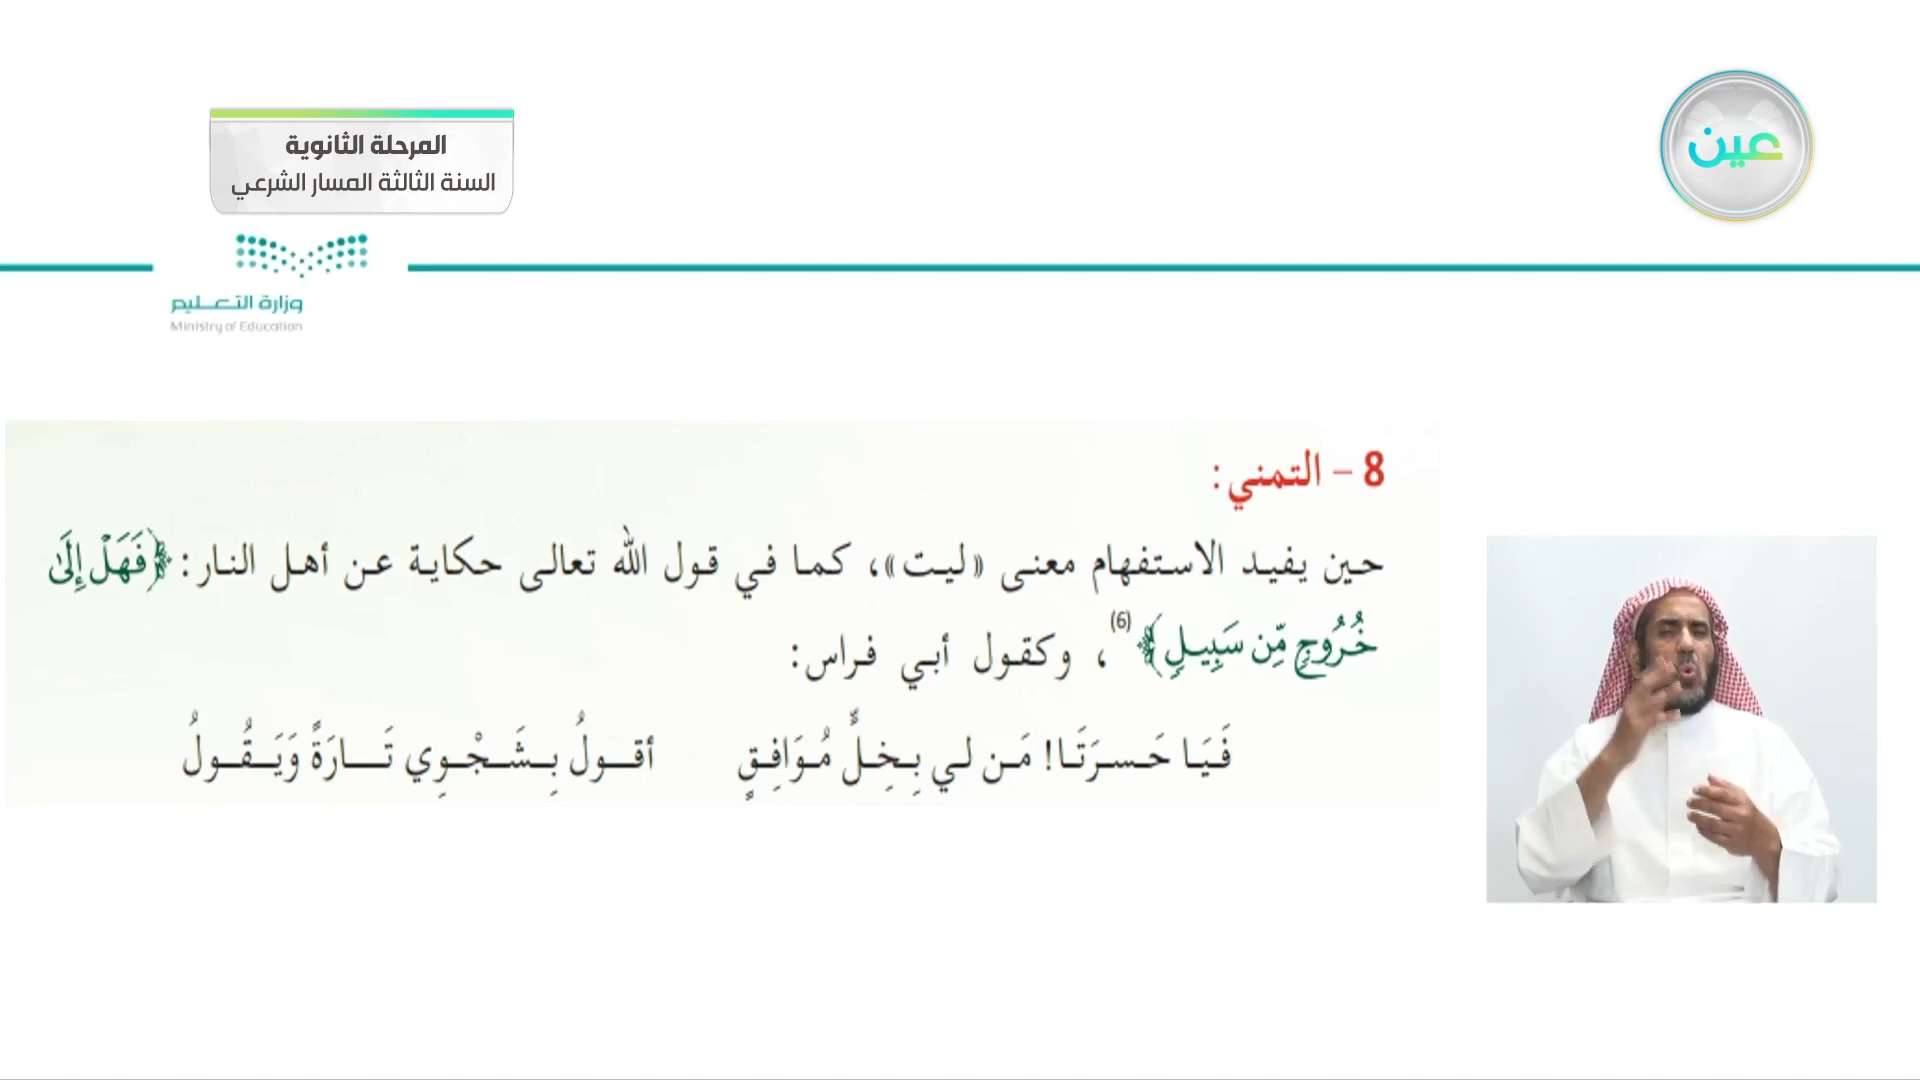 المرحلة الثانوية
السنة الثالثة المسار الشرعي
عين
وزارة التعليم
Ministry of Education
8 – التمني:
حين يفيد الاستفهام معنى «ليت»، كما في قول الله تعالى حكاية عن أهل النار: ﴿فَهَلْ إِلَىٰ
خُرُوجٍ مِّن سَبِيلٍ﴾(6)، وكقول أبي فراس:
فَيَا حَسرَتَا! مَن لي بِخِلٍّ مُوَافِقٍ أقولُ بِشَجْوِي تَارَةً وَيَقُولُ